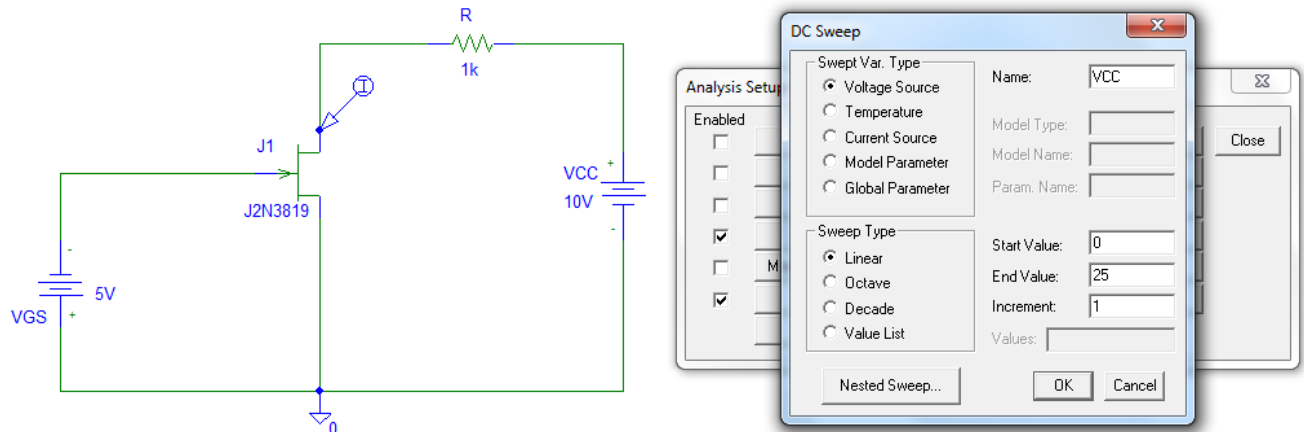 R
1k
J1
J2N3819
VCC
10V
+
-
-
5V
VGS
+
0
I
Analysis Setup
Enabled
M
Close
DC Sweep
Swept Var. Type
Voltage Source
Temperature
Current Source
Model Parameter
Global Parameter
Name: VCC
Model Type:
Model Name:
Param. Name:
Sweep Type
Linear
Octave
Decade
Value List
Start Value: 0
End Value: 25
Increment: 1
Values:
Nested Sweep...
OK
Cancel